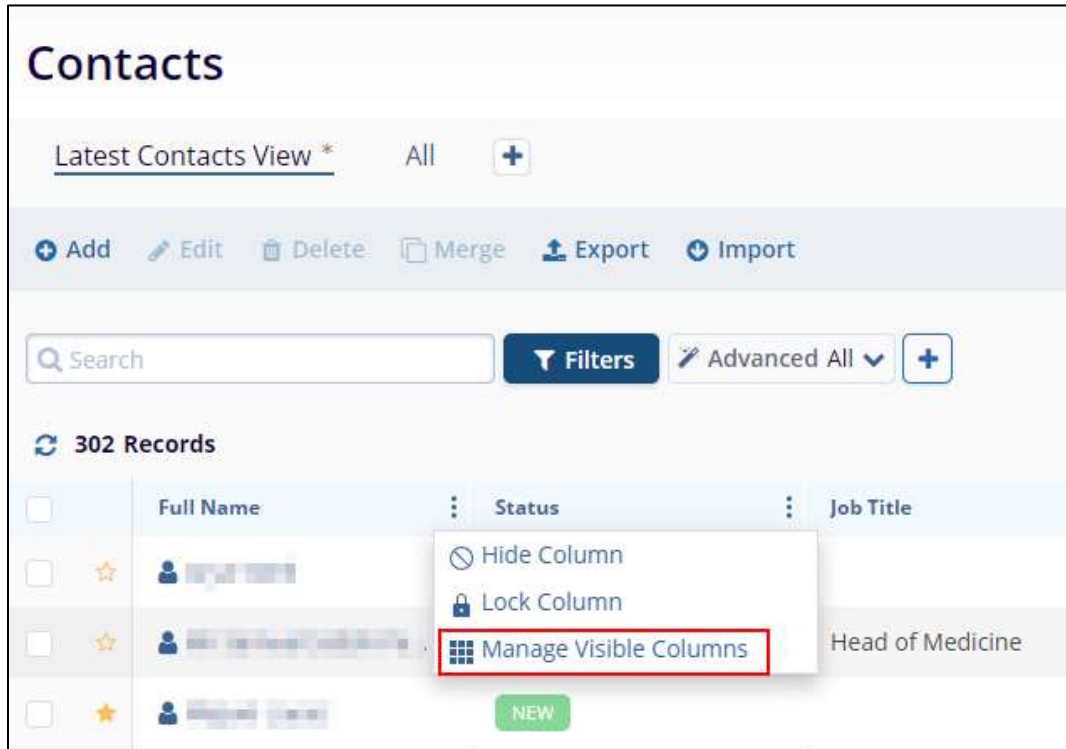 Contacts
Latest Contacts View * All +
Add Edit Delete Merge Export Import
Search Filters Advanced All +
302 Records
Full Name Status Job Title
Hide Column
Lock Column
Manage Visible Columns Head of Medicine
NEW